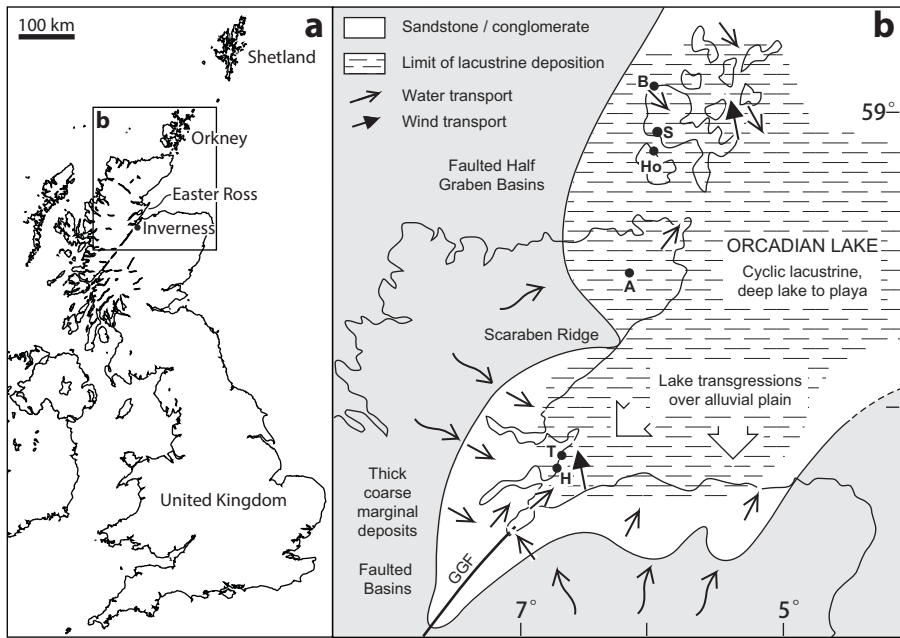 100 km
a
Shetland
b
Orkney
Easter Ross
Inverness
United Kingdom
b
Sandstone / conglomerate
Limit of lacustrine deposition
Water transport
Wind transport
59°
B
S
Ho
Faulted Half
Graben Basins
ORCADIAN LAKE
Cyclic lacustrine,
deep lake to playa
A
Scaraben Ridge
Lake transgressions
over alluvial plain
T
H
Thick
coarse
marginal
deposits
Faulted
Basins
GGF
7°
5°